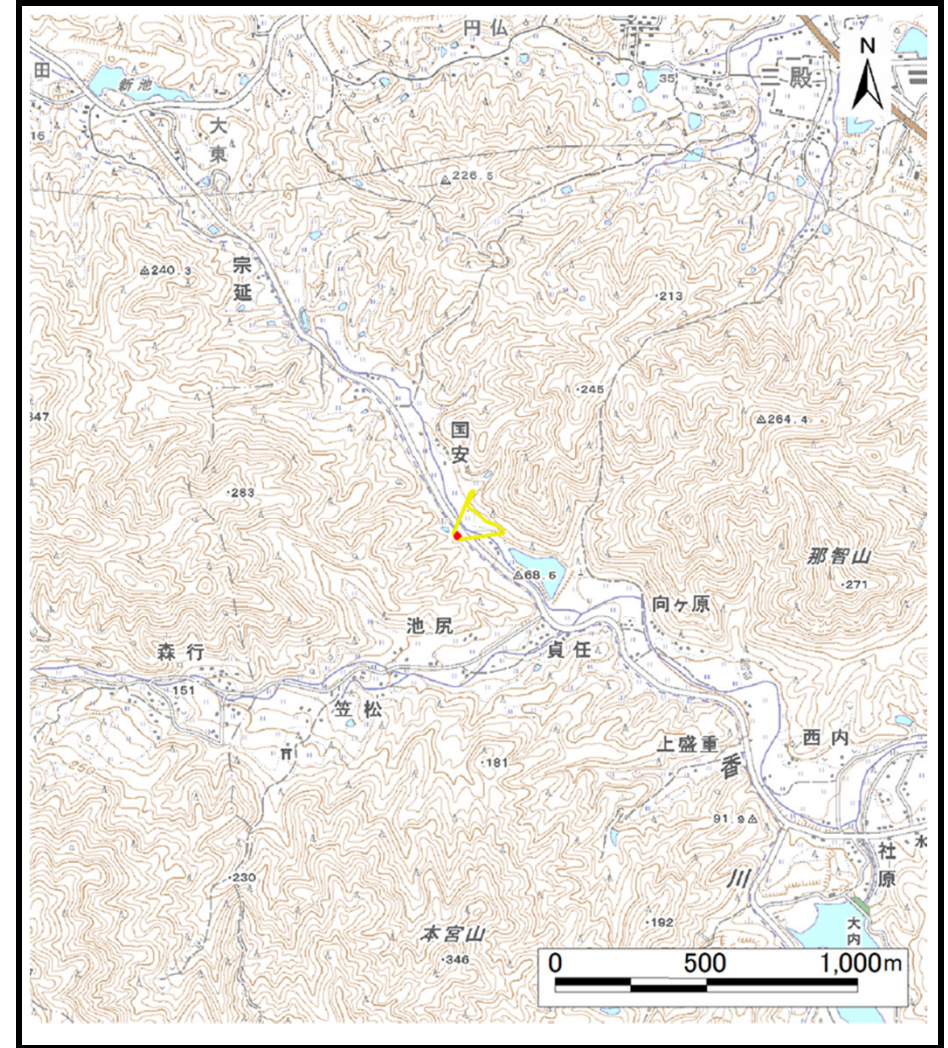 円仏
N
田
新池
35
三殿
三
16
大東
226.5
240.3
宗延
213
347
245
264.4
国安
283
那智山
271
68.6
向ヶ原
池尻
貞任
森行
151
笠松
西内
上盛重
香川
181
250
91.9
水
社原
230
192
大内
本宮山
346
0 500 1,000m